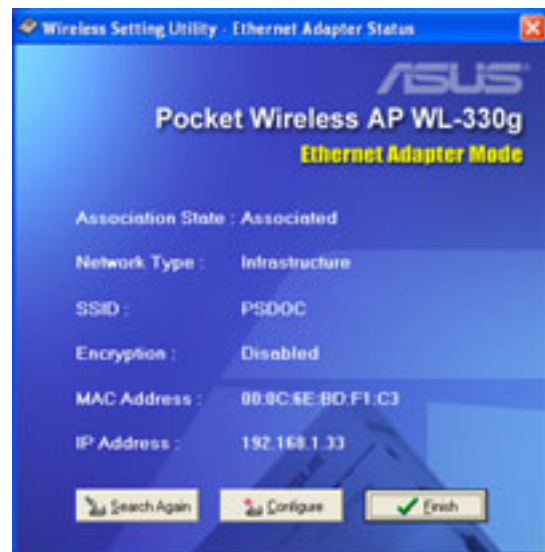 Wireless Setting Utility - Ethernet Adapter Status
ASUS
Pocket Wireless AP WL-330g
Ethernet Adapter Mode
Association State : Associated
Network Type : Infrastructure
SSID : PSDOC
Encryption : Disabled
MAC Address : 00:0C:6E:BD:F1:C3
IP Address : 192.168.1.33
Search Again Configure Finish